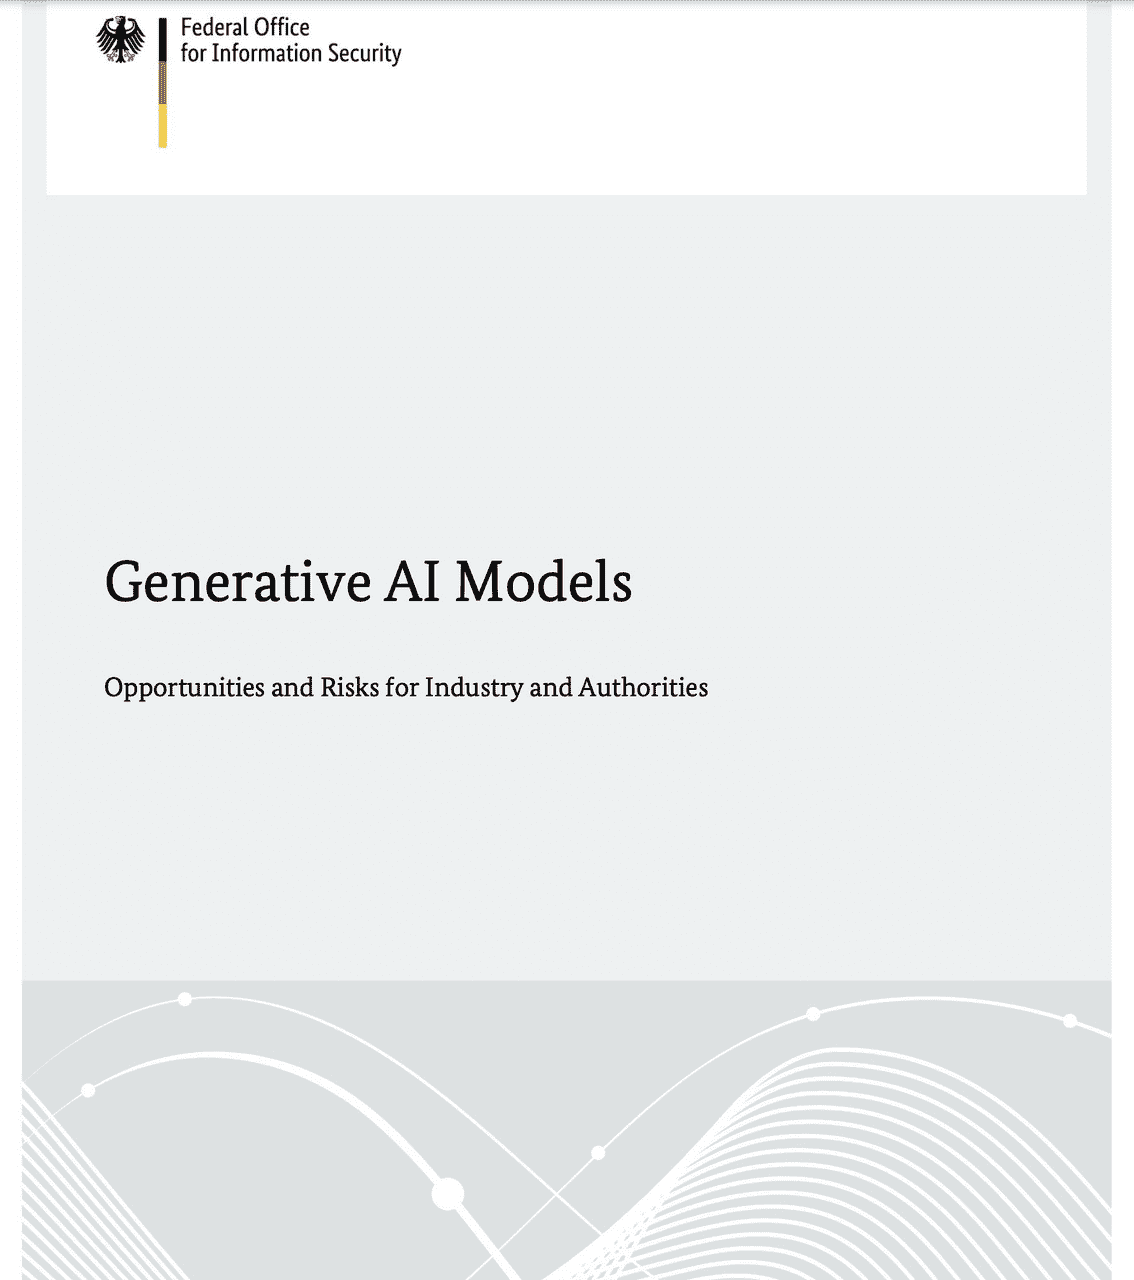 Federal Office
for Information Security
Generative AI Models
Opportunities and Risks for Industry and Authorities